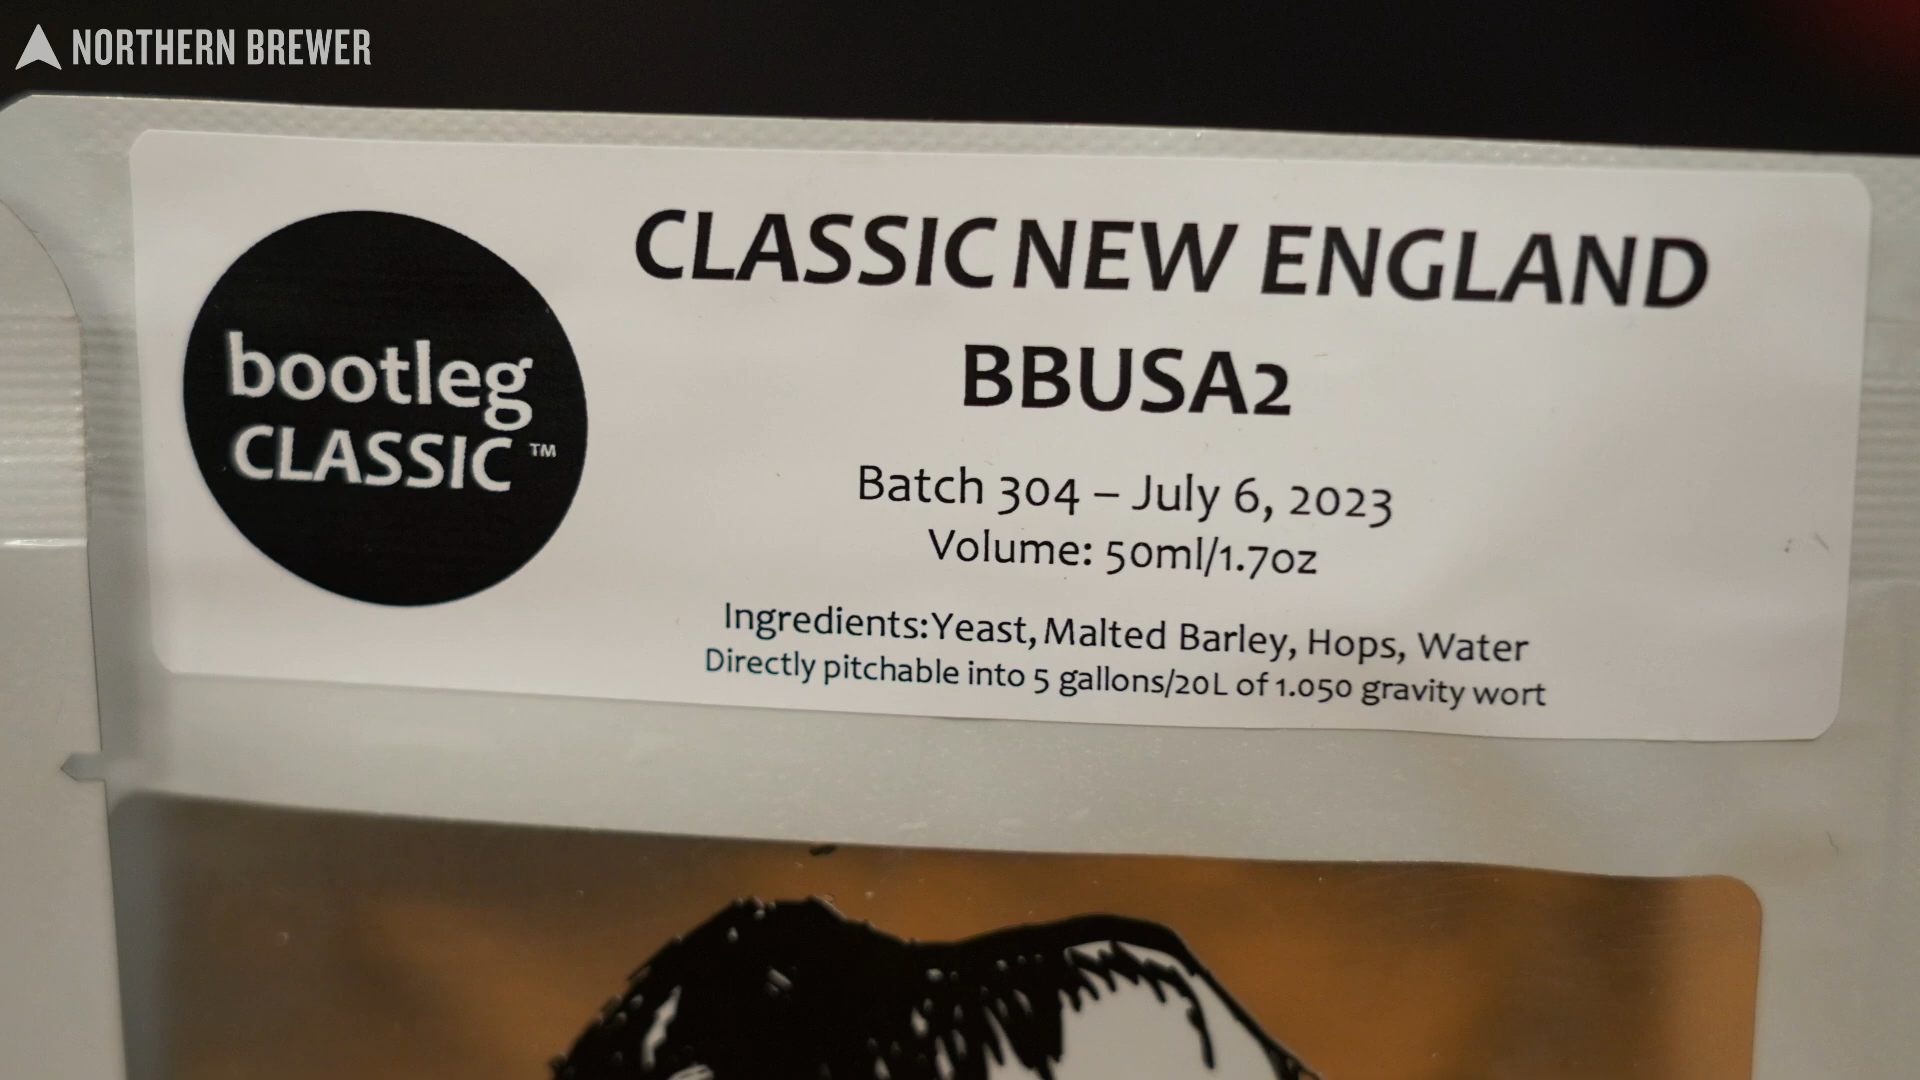 NORTHERN BREWER
CLASSIC NEW ENGLAND
BBUSA2
bootleg
CLASSIC™
Batch 304 – July 6, 2023
Volume: 50ml/1.7oz
Ingredients:Yeast, Malted Barley, Hops, Water
Directly pitchable into 5 gallons/20L of 1.050 gravity wort